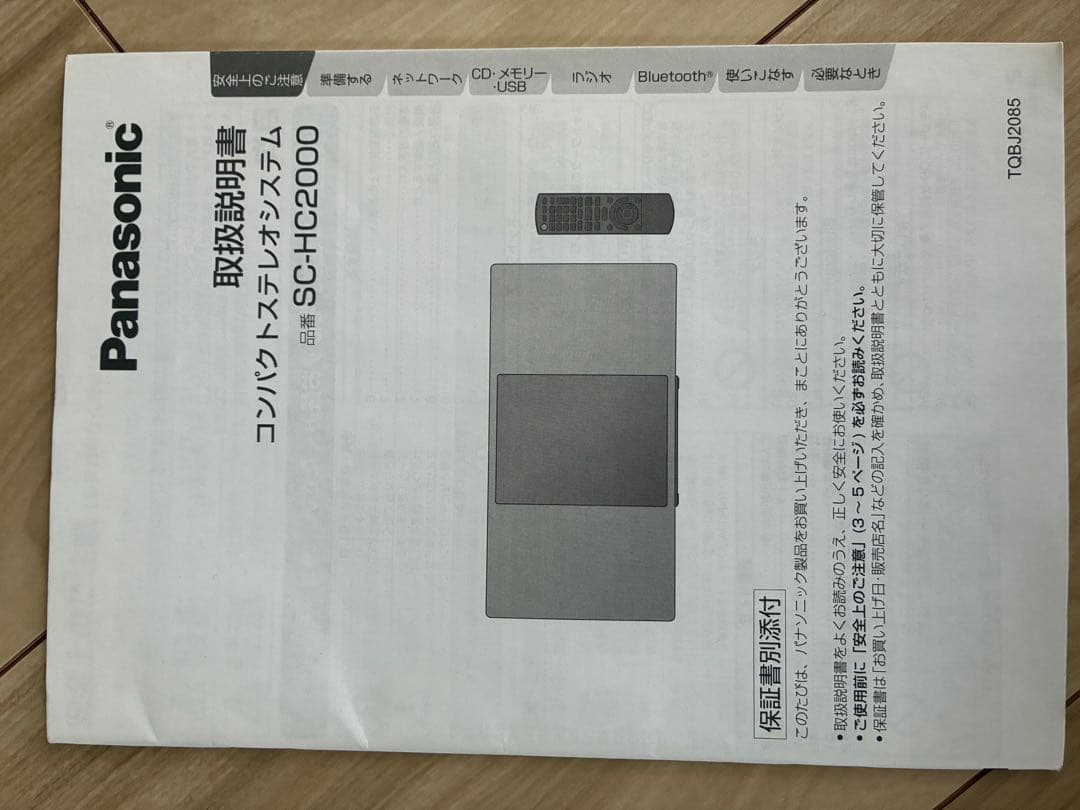 Panasonic®
取扱説明書
コンパクトステレオシステム
品番 SC-HC2000
安全上のご注意
準備する
ネットワーク
CD・メモリー
・USB
ラジオ
Bluetooth®
使いこなす
必要なとき
保証書別添付
このたびは、パナソニック製品をお買い上げいただき、まことにありがとうございます。
●取扱説明書をよくお読みのうえ、正しく安全にお使いください。
●ご使用前に「安全上のご注意」(3～5ページ)を必ずお読みください。
●保証書は「お買い上げ日・販売店名」などの記入を確かめ、取扱説明書とともに大切に保管してください。
TQBJ2085